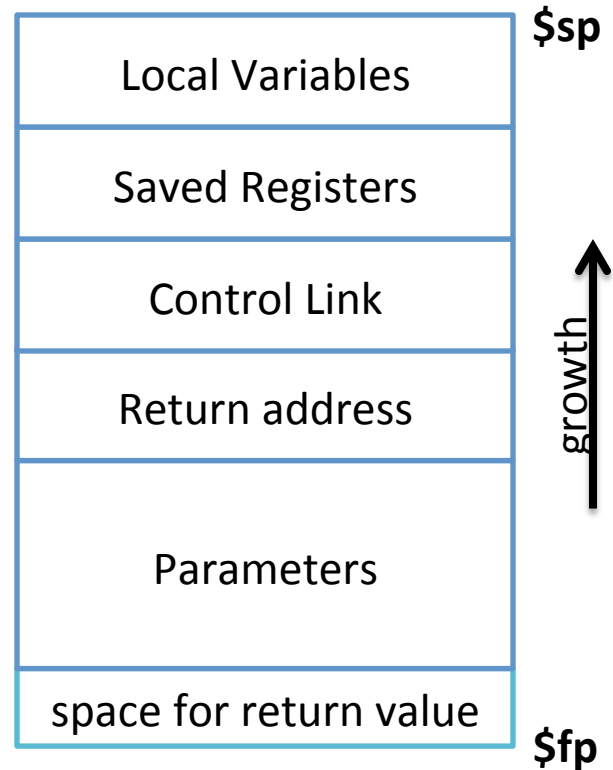 $sp
Local Variables
Saved Registers
Control Link
growth
Return address
Parameters
space for return value
$fp